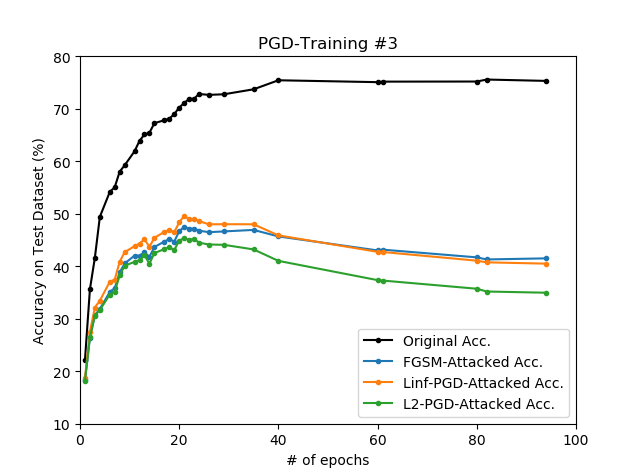 PGD-Training #3
80
70
60
50
40
30
20
10
Accuracy on Test Dataset (%)
0
20
40
60
80
100
# of epochs
Original Acc.
FGSM-Attacked Acc.
Linf-PGD-Attacked Acc.
L2-PGD-Attacked Acc.